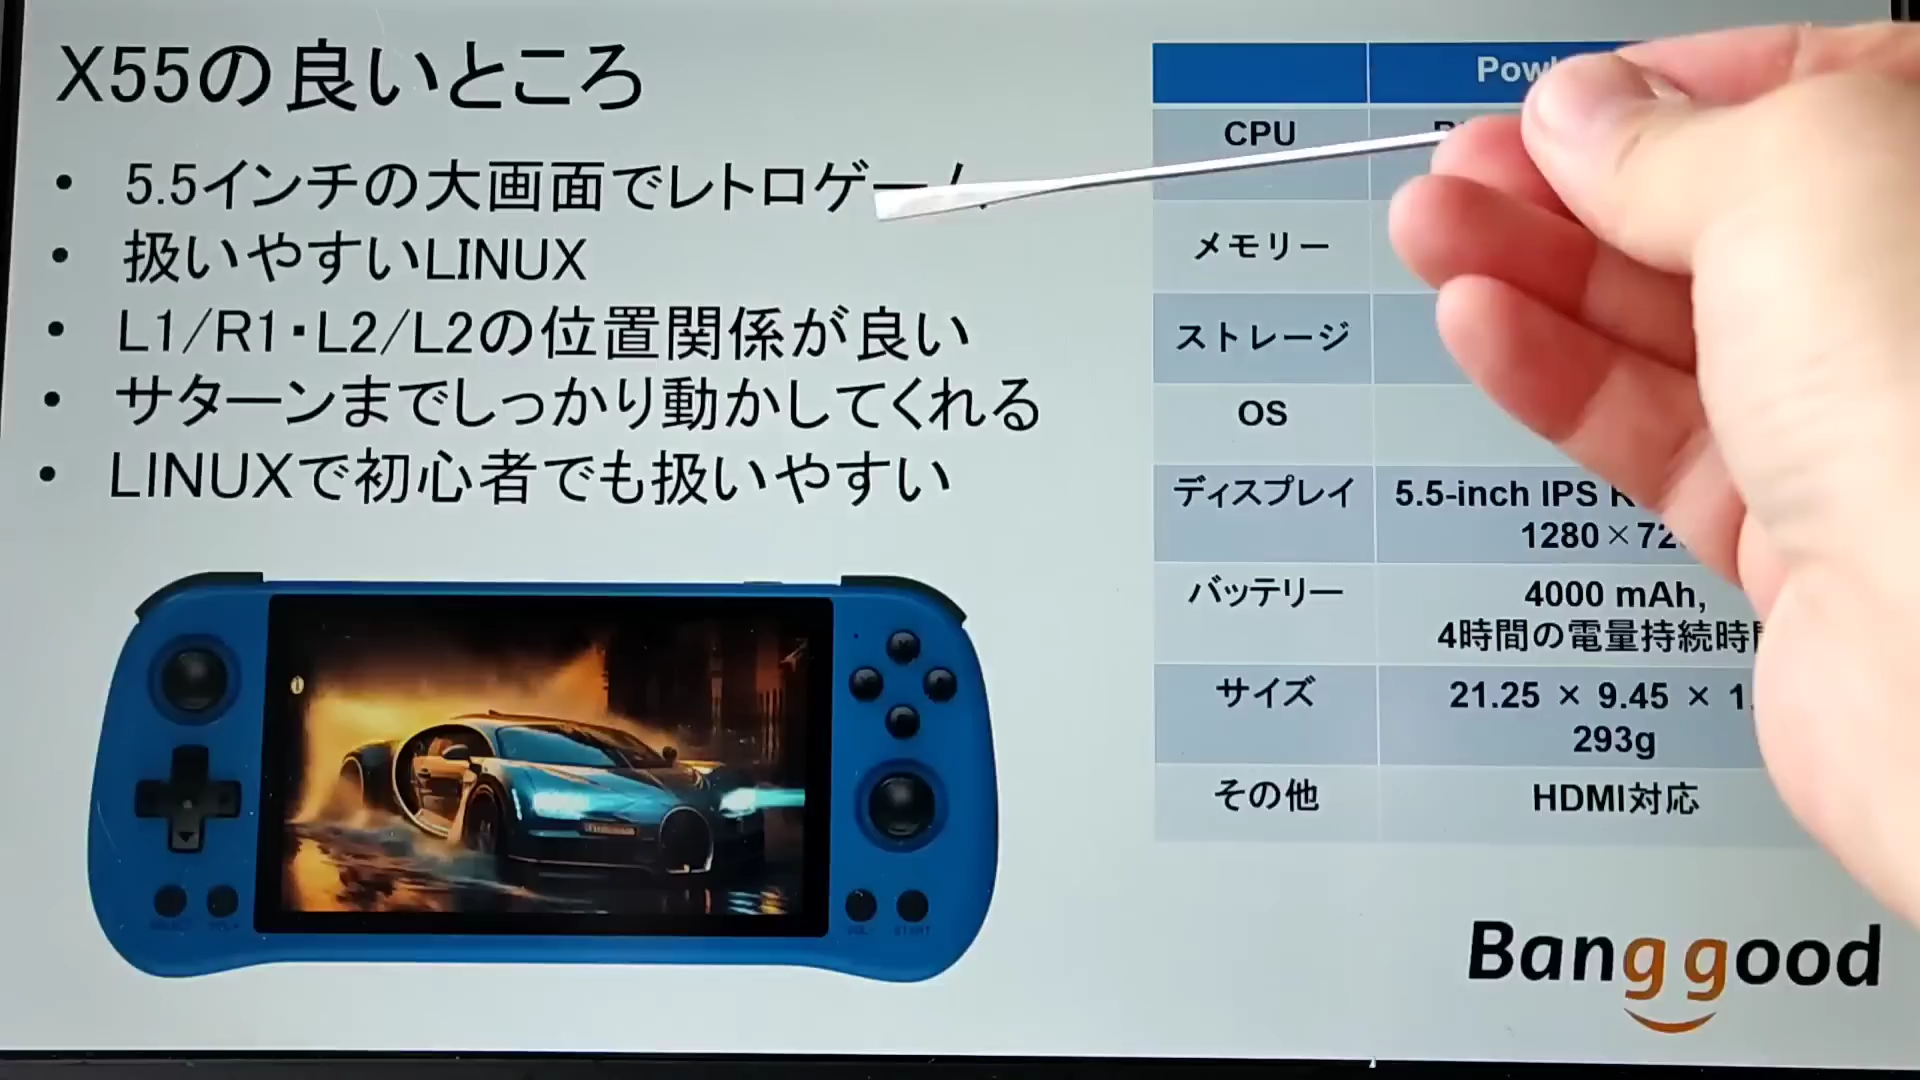 X55の良いところ
• 5.5インチの大画面でレトロゲー
• 扱いやすいLINUX
• L1/R1・L2/L2の位置関係が良い
• サターンまでしっかり動かしてくれる
• LINUXで初心者でも扱いやすい
CPU
メモリー
ストレージ
OS
ディスプレイ 5.5-inch IPS
1280×72
バッテリー 4000 mAh,
4時間の電量持続時間
サイズ 21.25 × 9.45 × 1.
293g
その他 HDMI対応
Banggood